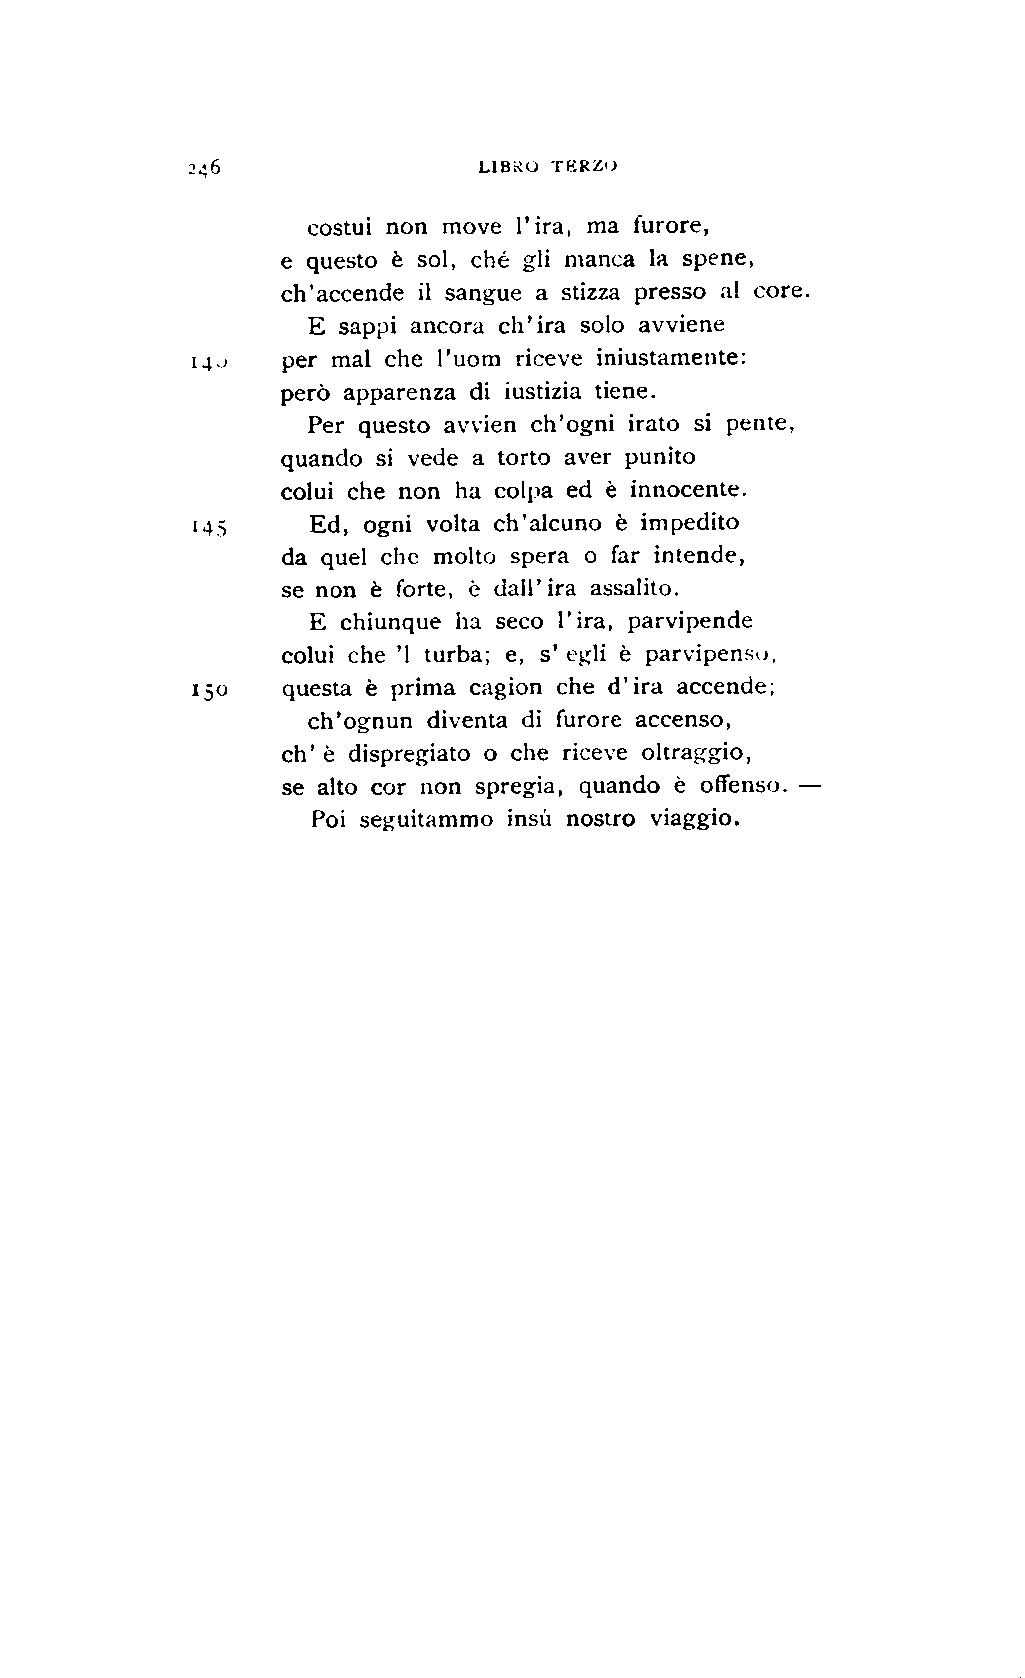 246 LIBRO TERZO
costui non move l'ira, ma furore,
e questo è sol, ché gli manca la spene,
ch'accende il sangue a stizza presso al core.
E sappi ancora ch'ira solo avviene
140 per mal che l'uom riceve iniustamente:
però apparenza di iustizia tiene.
Per questo avvien ch'ogni irato si pente,
quando si vede a torto aver punito
colui che non ha colpa ed è innocente.
145 Ed, ogni volta ch'alcuno è impedito
da quel che molto spera o far intende,
se non è forte, è dall'ira assalito.
E chiunque ha seco l'ira, parvipende
colui che 'l turba; e, s'egli è parvipenso,
150 questa è prima cagion che d'ira accende;
ch'ognun diventa di furore accenso,
ch'è dispregiato o che riceve oltraggio,
se alto cor non spregia, quando è offenso. —
Poi seguitammo insú nostro viaggio.